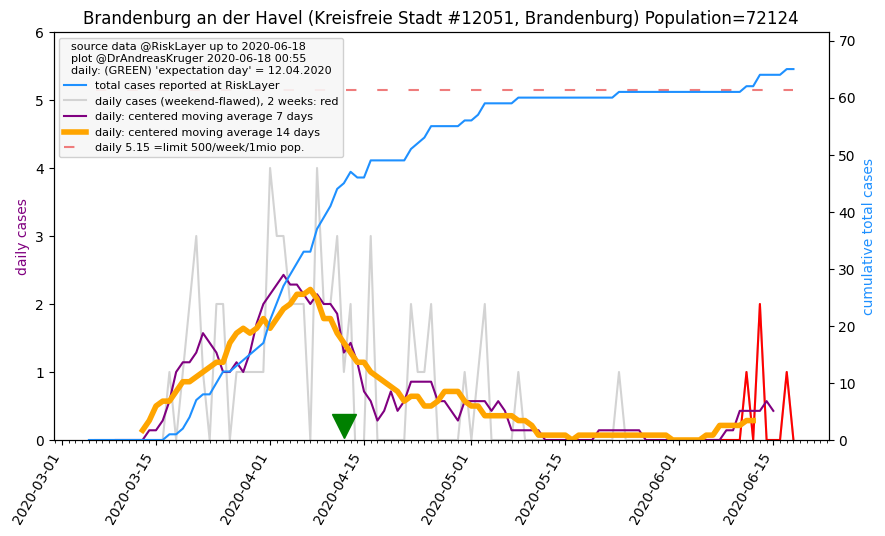 Brandenburg an der Havel (Kreisfreie Stadt #12051, Brandenburg) Population=72124
source data @RiskLayer up to 2020-06-18
plot @DrAndreasKruger 2020-06-18 00:55
daily: (GREEN) 'expectation day' = 12.04.2020
total cases reported at RiskLayer
daily cases (weekend-flawed), 2 weeks: red
daily: centered moving average 7 days
daily: centered moving average 14 days
daily 5.15 =limit 500/week/1mio pop.
daily cases
6
5
4
3
2
1
0
70
60
50
40
30
20
10
0
cumulative total cases
2020-03-01
2020-03-15
2020-04-01
2020-04-15
2020-05-01
2020-05-15
2020-06-01
2020-06-15